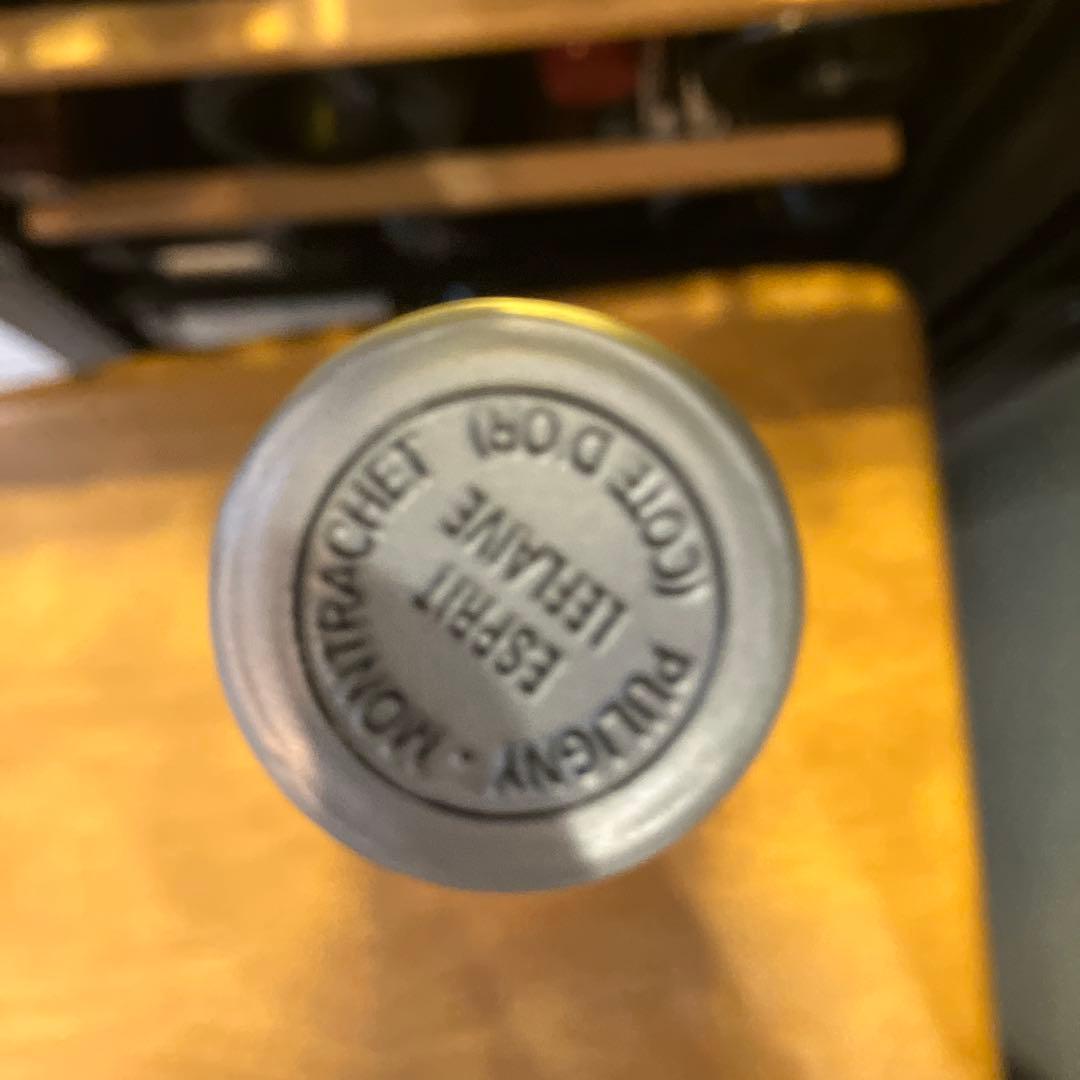 PULIGNY - MONTRACHET
(COTE D'OR)
ESPRIT
LEFLAIVE